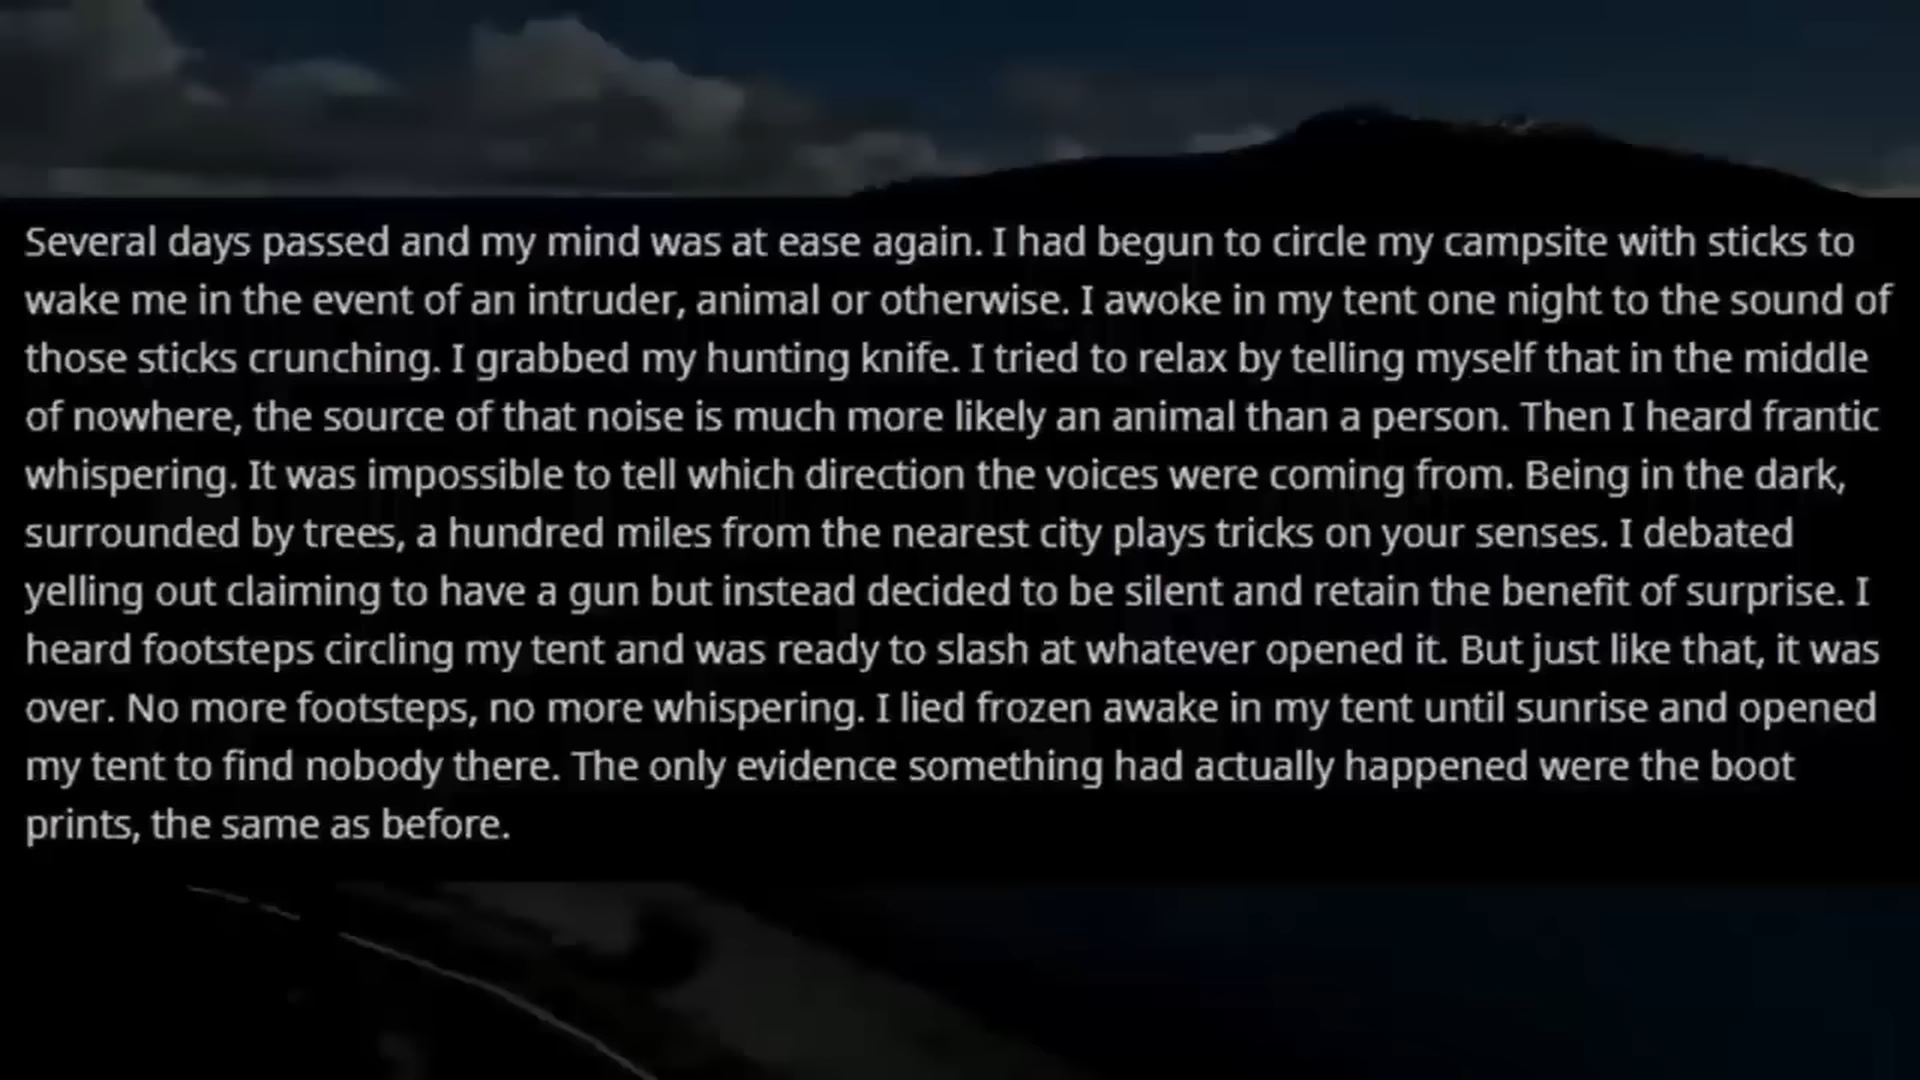 Several days passed and my mind was at ease again. I had begun to circle my campsite with sticks to
wake me in the event of an intruder, animal or otherwise. I awoke in my tent one night to the sound of
those sticks crunching. I grabbed my hunting knife. I tried to relax by telling myself that in the middle
of nowhere, the source of that noise is much more likely an animal than a person. Then I heard frantic
whispering. It was impossible to tell which direction the voices were coming from. Being in the dark,
surrounded by trees, a hundred miles from the nearest city plays tricks on your senses. I debated
yelling out claiming to have a gun but instead decided to be silent and retain the benefit of surprise. I
heard footsteps circling my tent and was ready to slash at whatever opened it. But just like that, it was
over. No more footsteps, no more whispering. I lied frozen awake in my tent until sunrise and opened
my tent to find nobody there. The only evidence something had actually happened were the boot
prints, the same as before.